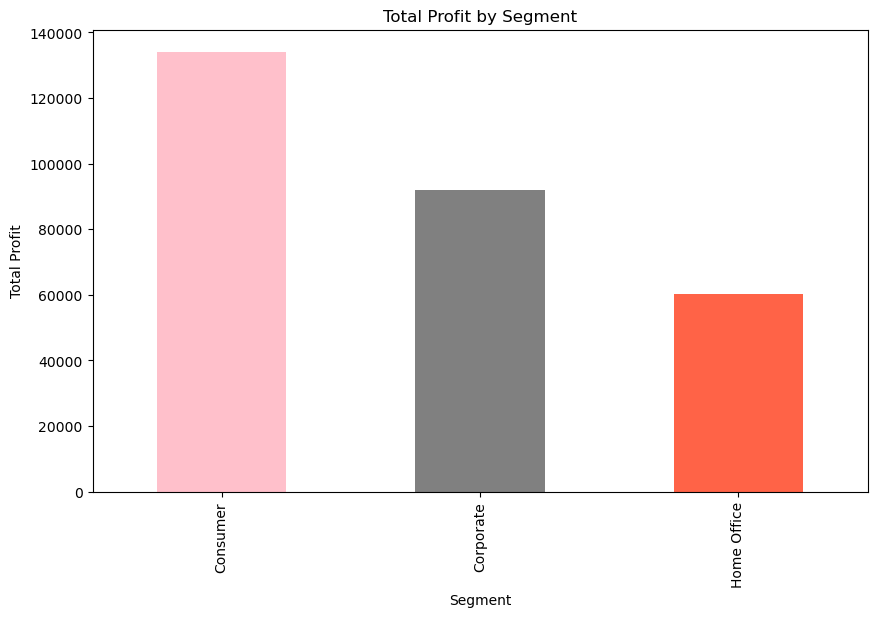 Total Profit by Segment
140000
120000
100000
80000
60000
40000
20000
0
Total Profit
Consumer
Corporate
Home Office
Segment